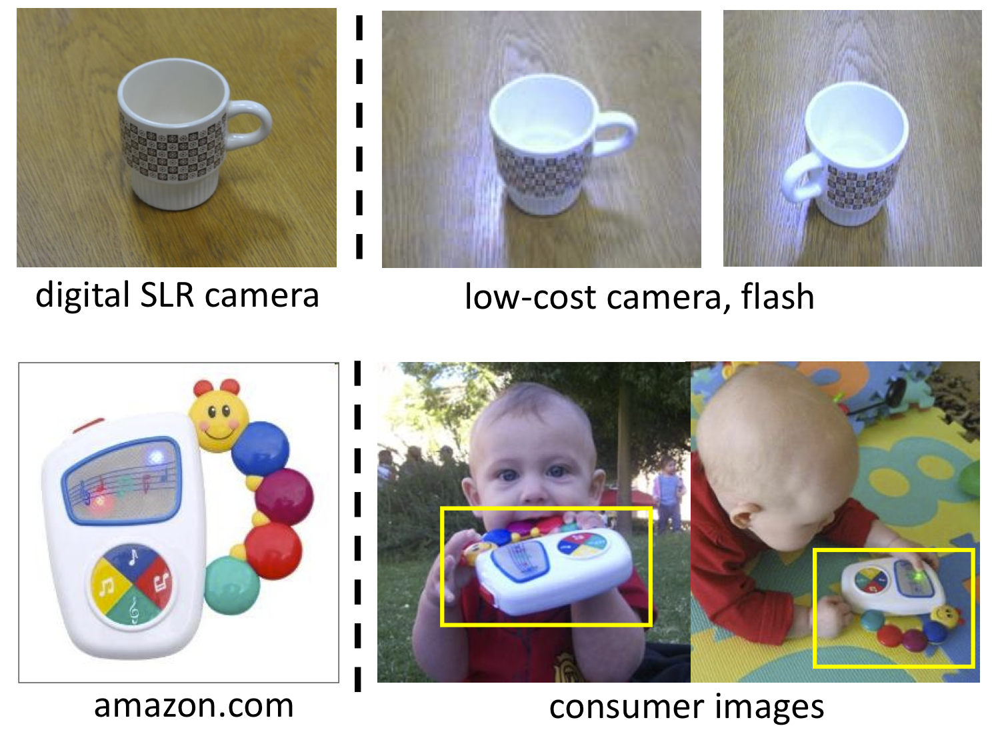 digital SLR camera
low-cost camera, flash
amazon.com
consumer images